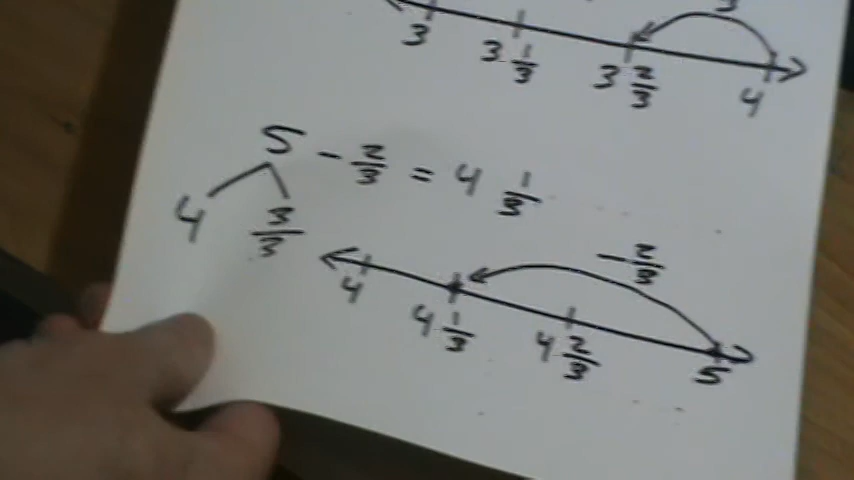 3 3 1/3 3 2/3 4
5 - 2/3 = 4 1/3
4 3/3
- 2/3
4 4 1/3 4 2/3 5